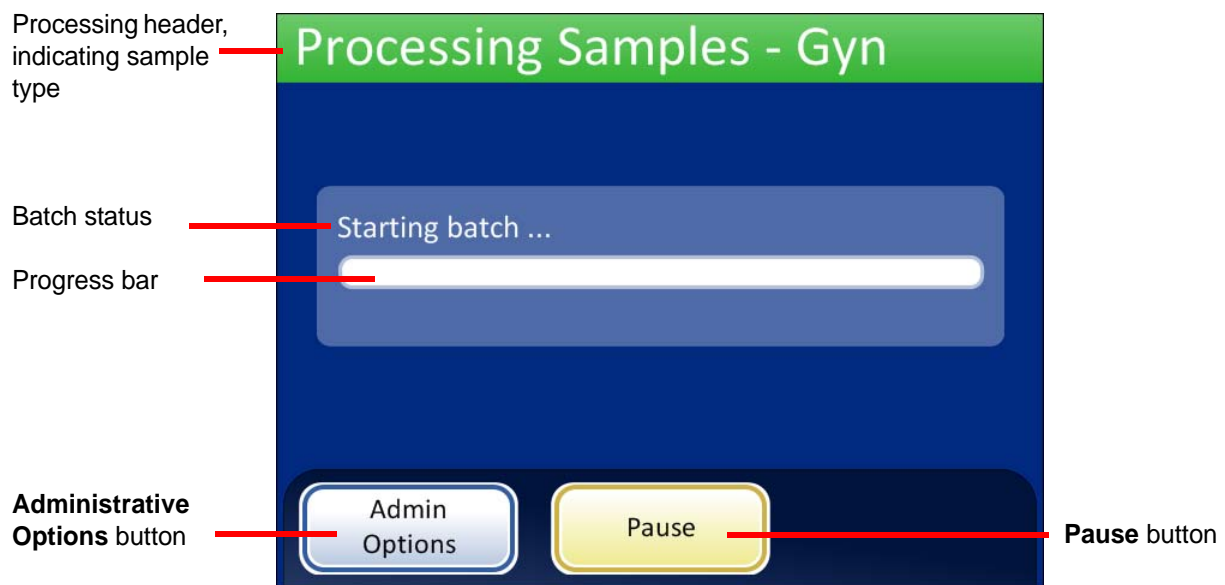 Processing header,
indicating sample
type
Processing Samples - Gyn
Batch status
Starting batch ...
Progress bar
Administrative
Options button
Admin
Options
Pause
Pause button